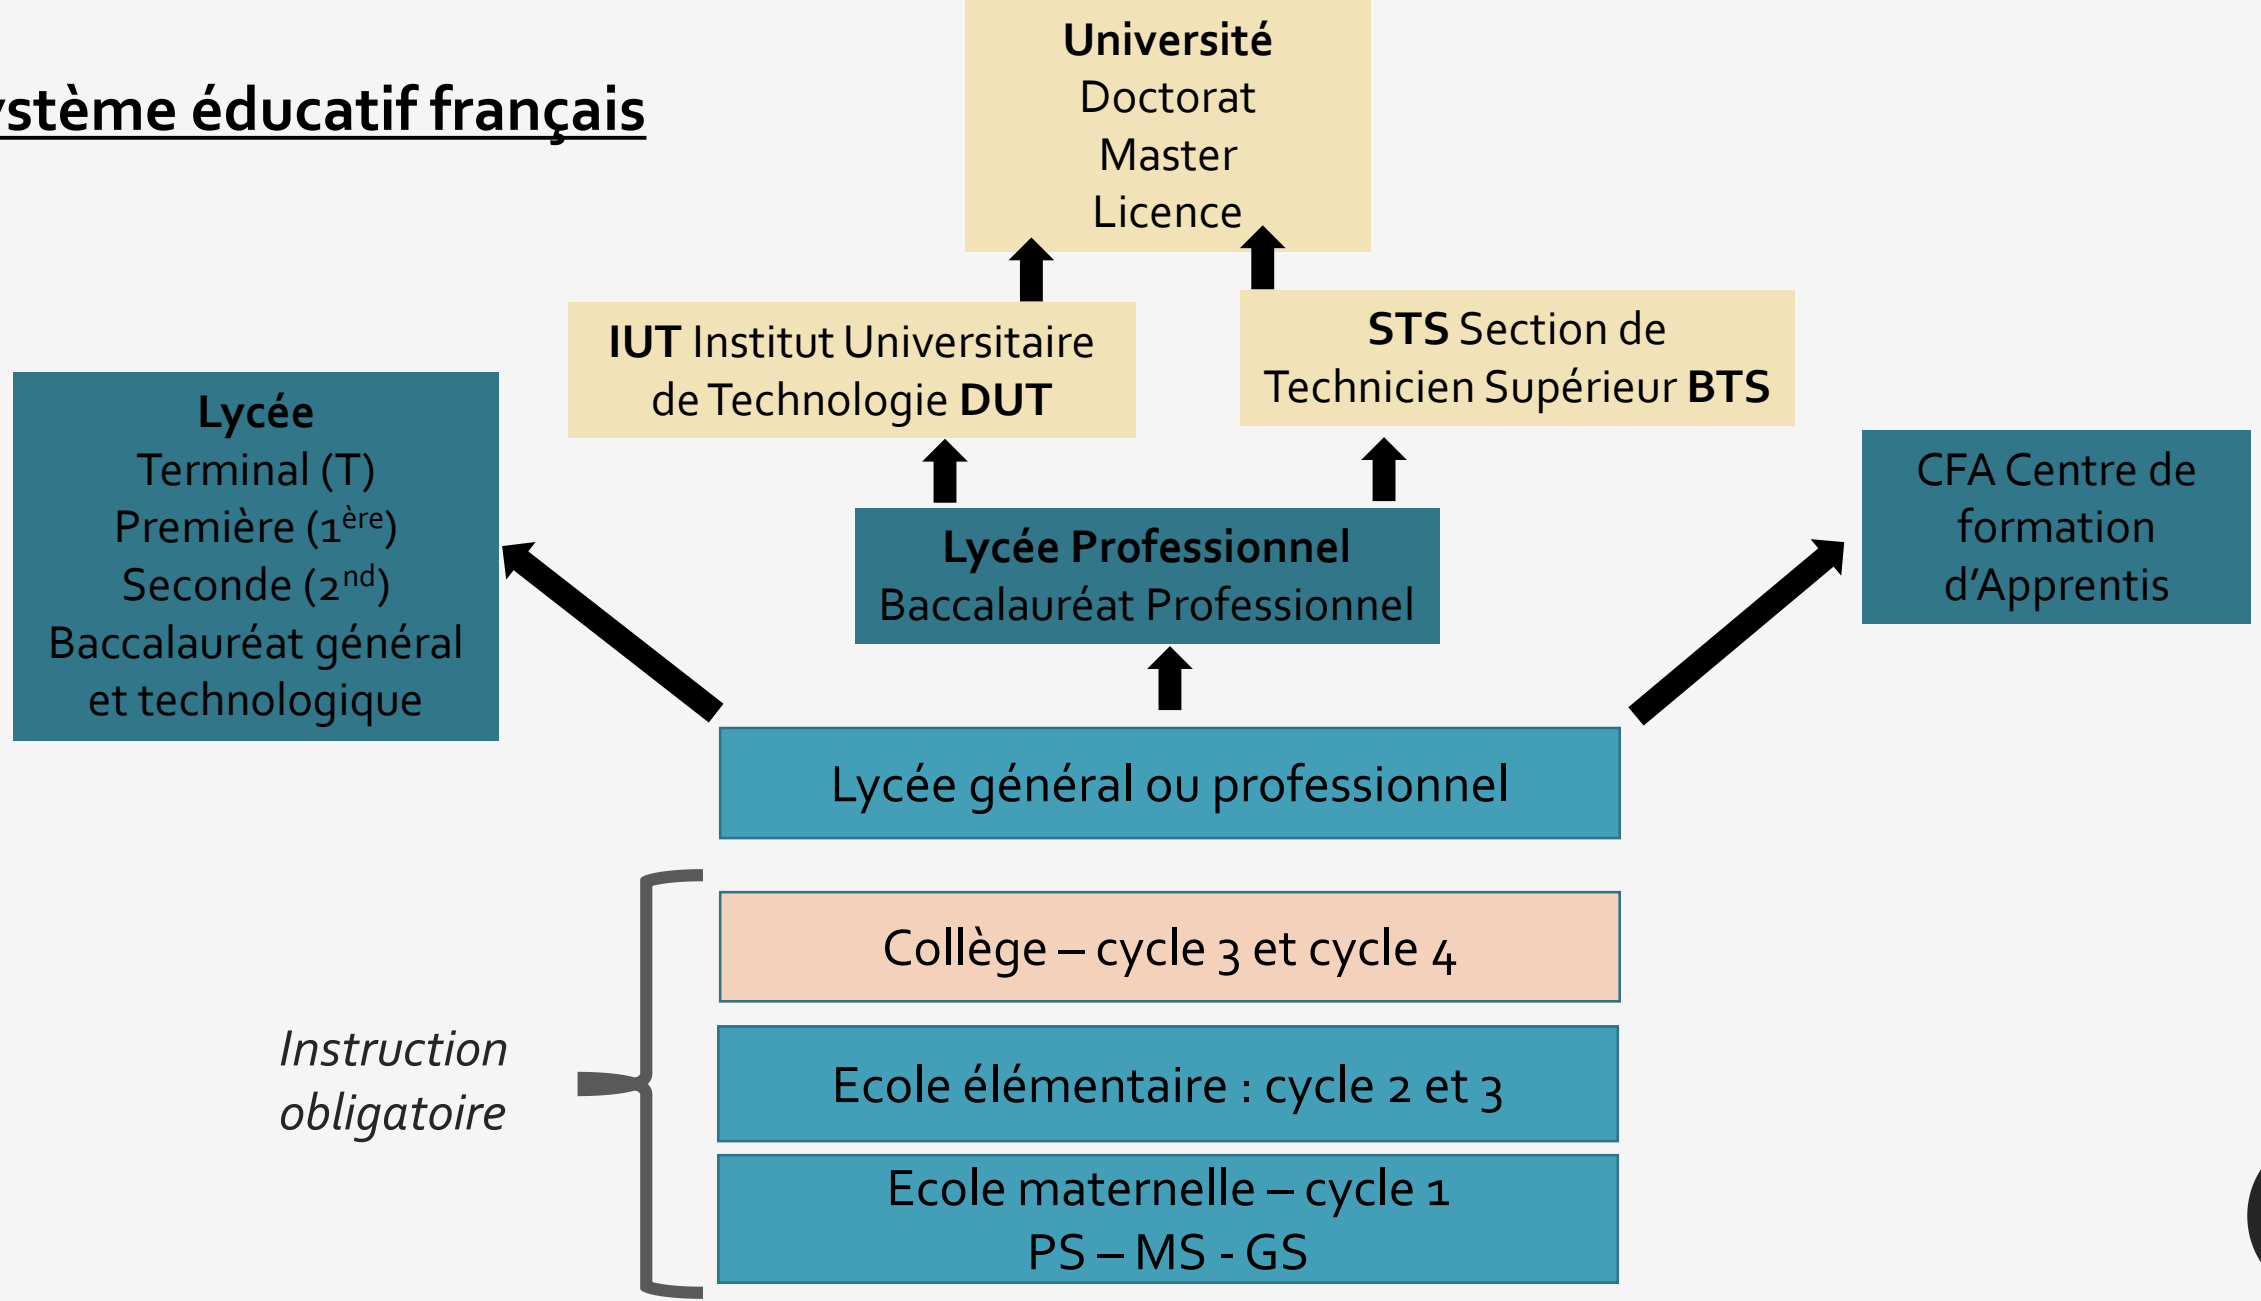 ystème éducatif français
Université
Doctorat
Master
Licence
IUT Institut Universitaire
de Technologie DUT
STS Section de
Technicien Supérieur BTS
Lycée
Terminal (T)
Première (1ère)
Seconde (2nd)
Baccalauréat général
et technologique
Lycée Professionnel
Baccalauréat Professionnel
CFA Centre de
formation
d’Apprentis
Lycée général ou professionnel
Collège – cycle 3 et cycle 4
Instruction
obligatoire
Ecole élémentaire : cycle 2 et 3
Ecole maternelle – cycle 1
PS – MS - GS